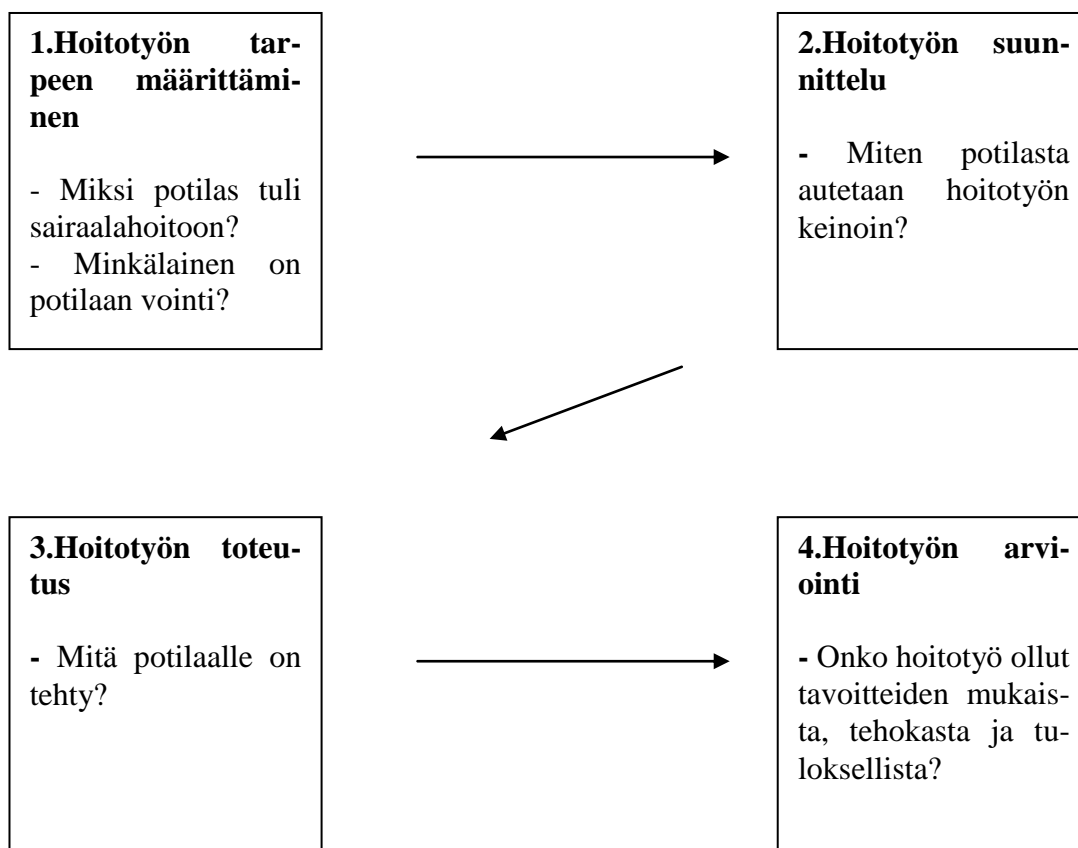 1.Hoitotyön tar-
peen määrittämi-
nen
- Miksi potilas tuli
sairaalahoitoon?
- Minkälainen on
potilaan vointi?
2.Hoitotyön suun-
nittelu
- Miten potilasta
autetaan hoitotyön
keinoin?
3.Hoitotyön toteu-
tus
- Mitä potilaalle on
tehty?
4.Hoitotyön arvi-
ointi
- Onko hoitotyö ollut
tavoitteiden mukais-
ta, tehokasta ja tu-
loksellista?